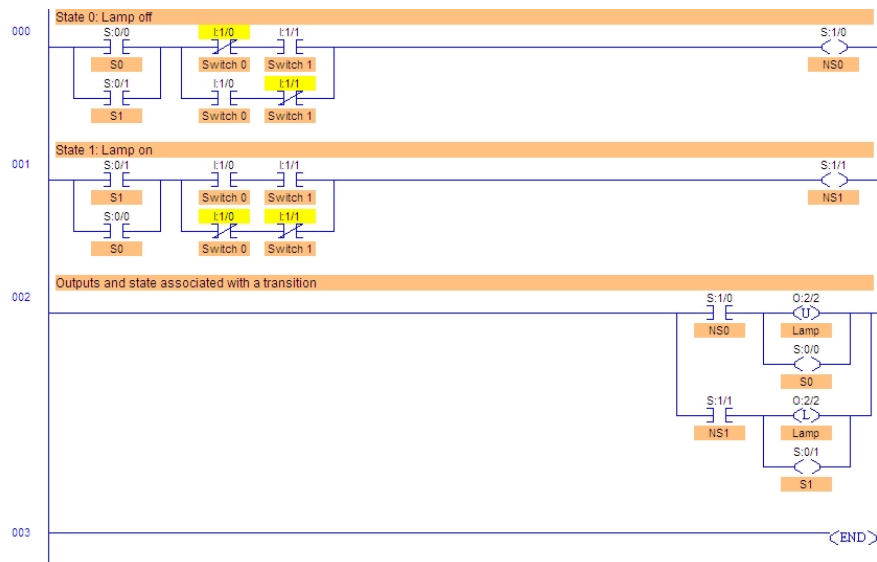 State 0: Lamp off
000
S:0/0 I:1/0 I:1/1 S:1/0
S0 Switch 0 Switch 1 NS0
S:0/1 I:1/0 I:1/1
S1 Switch 0 Switch 1
State 1: Lamp on
001
S:0/1 I:1/0 I:1/1 S:1/1
S1 Switch 0 Switch 1 NS1
S:0/0 I:1/0 I:1/1
S0 Switch 0 Switch 1
Outputs and state associated with a transition
002
S:1/0 O:2/2
U
NS0 Lamp
S:0/0
S0
S:1/1 O:2/2
L
NS1 Lamp
S:0/1
S1
003
END